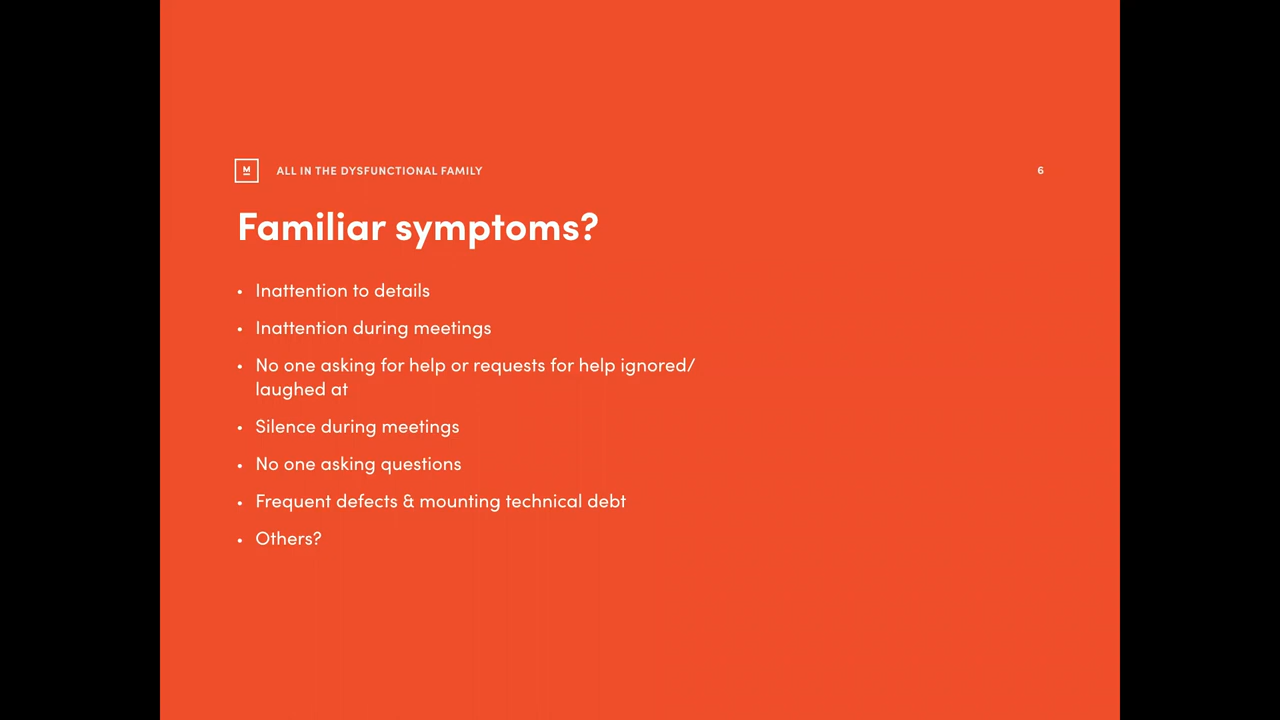 M
ALL IN THE DYSFUNCTIONAL FAMILY
6
Familiar symptoms?
• Inattention to details
• Inattention during meetings
• No one asking for help or requests for help ignored/
laughed at
• Silence during meetings
• No one asking questions
• Frequent defects & mounting technical debt
• Others?